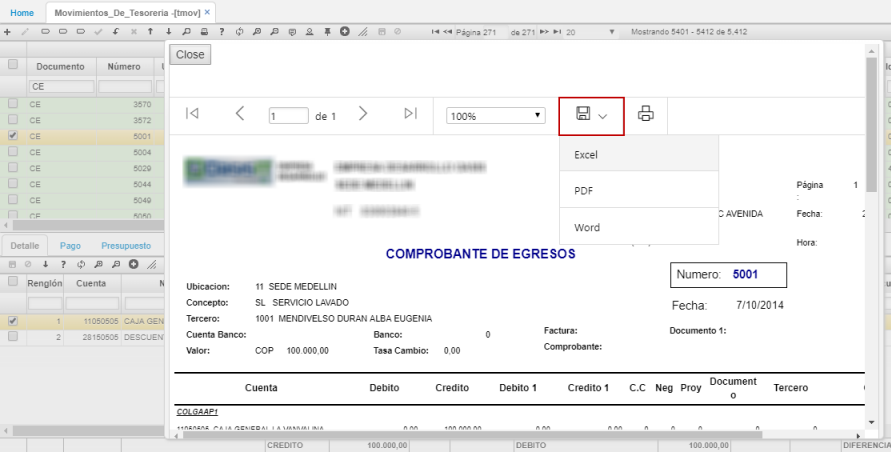 Home Movimientos_De_Tesoreria -[tmov] ×
Página 271 de 271 20 Mostrando 5401 - 5412 de 5,412
Close
Documento Número
CE
CE 3570
CE 3572
CE 5001
CE 5004
CE 5029
CE 5044
CE 5049
CE 5050
1 de 1 100%
Excel
PDF
Word
Página : 1
C AVENIDA Fecha: 2
Hora:
Detalle Pago Presupuesto
Renglón Cuenta N
1 11050505 CAJA GEN
2 28150505 DESCUEN
COMPROBANTE DE EGRESOS
Numero: 5001
Fecha: 7/10/2014
Ubicacion: 11 SEDE MEDELLIN
Concepto: SL SERVICIO LAVADO
Tercero: 1001 MENDIVELSO DURAN ALBA EUGENIA
Cuenta Banco: Banco: 0 Factura: Documento 1:
Valor: COP 100.000,00 Tasa Cambio: 0,00 Comprobante:
Cuenta Debito Credito Debito 1 Credito 1 C.C Neg Proy Documento Tercero
COLGAAP1
11050505 CAJA GENERAL LA VANVALINA 0,00 100.000,00 0,00 0,00 0 0 0 0 0
CREDITO 100.000,00 DEBITO 100.000,00 DIFERENCIA